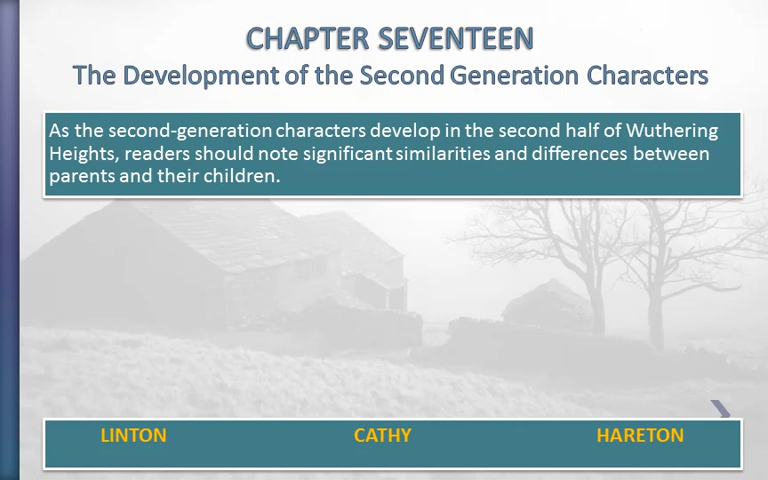 CHAPTER SEVENTEEN
The Development of the Second Generation Characters
As the second-generation characters develop in the second half of Wuthering
Heights, readers should note significant similarities and differences between
parents and their children.
LINTON CATHY HARETON